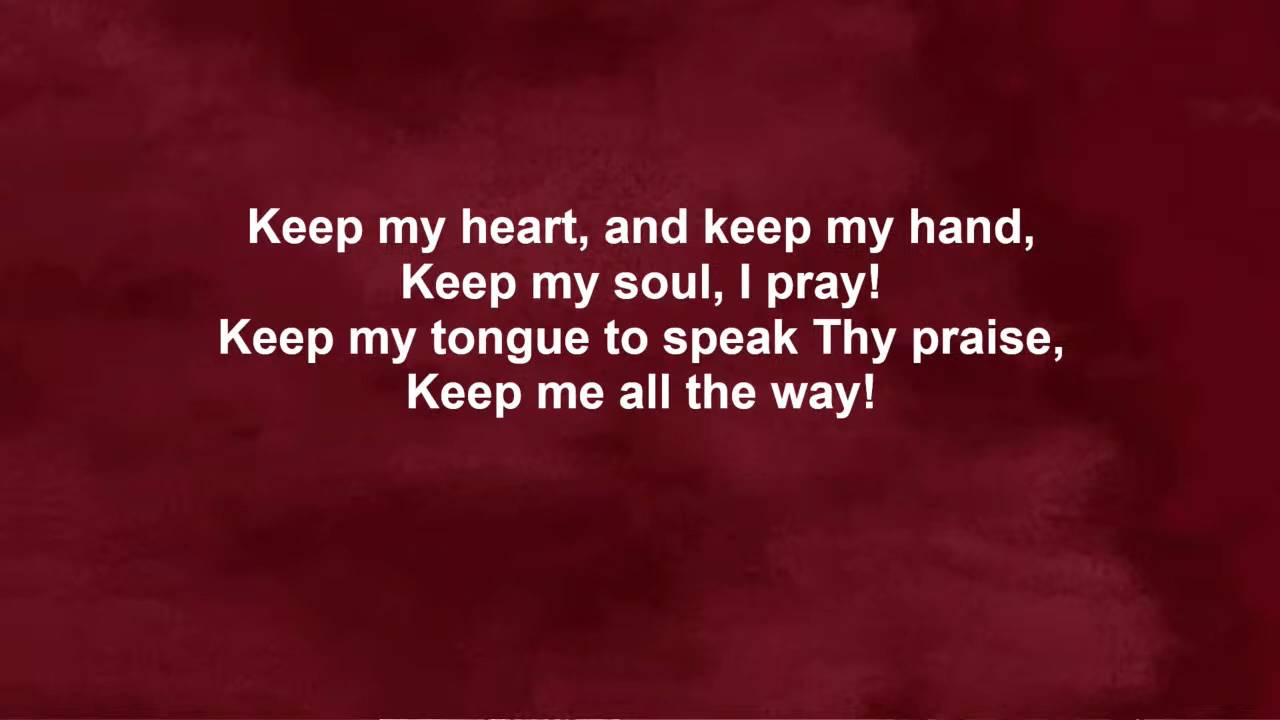 Keep my heart, and keep my hand,
Keep my soul, I pray!
Keep my tongue to speak Thy praise,
Keep me all the way!